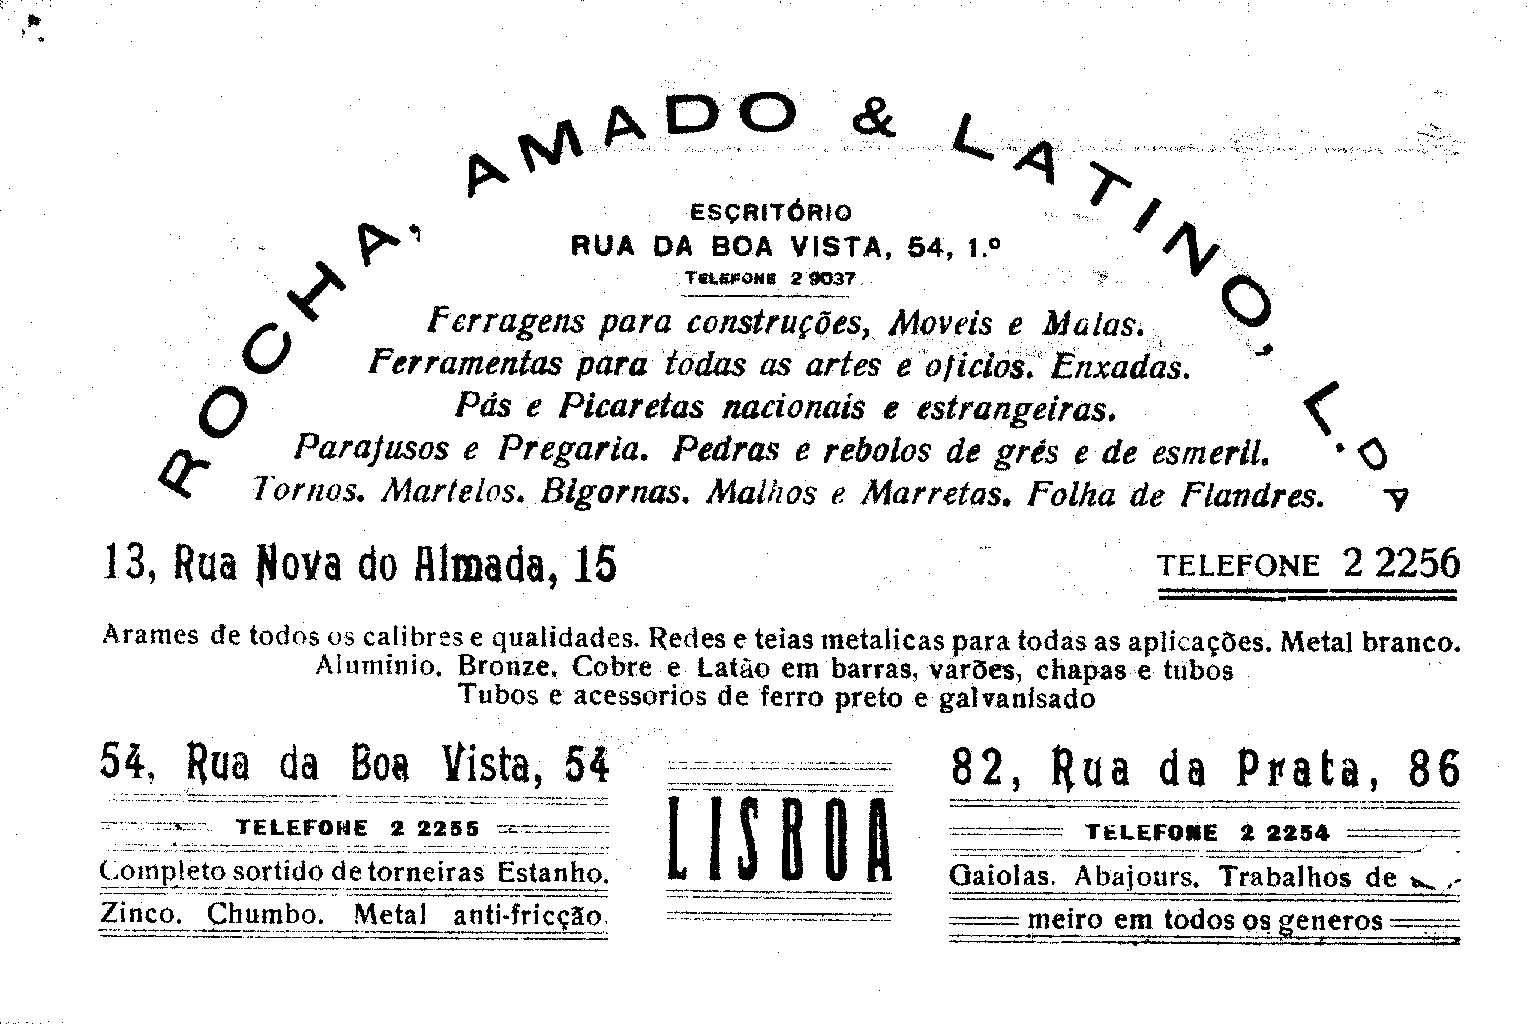 ROCHA, AMADO & LATINO, L.DA
ESCRITÓRIO
RUA DA BOA VISTA, 54, 1.º
TELEFONE 2 9037
Ferragens para construções, Moveis e Malas.
Ferramentas para todas as artes e oficios. Enxadas.
Pás e Picaretas nacionais e estrangeiras.
Parafusos e Pregaria. Pedras e rebolos de grés e de esmeril.
Tornos. Martelos. Bigornas. Malhos e Marretas. Folha de Flandres.
13, Rua Nova do Almada, 15
TELEFONE 2 2256
Arames de todos os calibres e qualidades. Redes e teias metalicas para todas as aplicações. Metal branco.
Aluminio. Bronze. Cobre e Latão em barras, varões, chapas e tubos
Tubos e acessorios de ferro preto e galvanisado
54, Rua da Boa Vista, 54
TELEFONE 2 2255
Completo sortido de torneiras Estanho.
Zinco. Chumbo. Metal anti-fricção.
LISBOA
82, Rua da Prata, 86
TELEFONE 2 2254
Gaiolas. Abajours. Trabalhos de
meiro em todos os generos